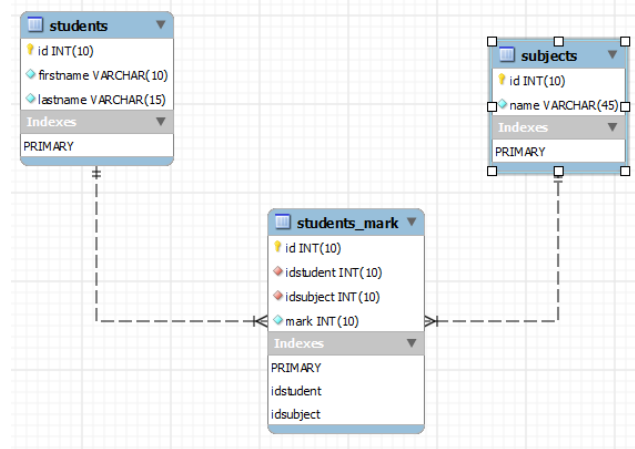 students
id INT(10)
firstname VARCHAR(10)
lastname VARCHAR(15)
Indexes
PRIMARY
subjects
id INT(10)
name VARCHAR(45)
Indexes
PRIMARY
students_mark
id INT(10)
idstudent INT(10)
idsubject INT(10)
mark INT(10)
Indexes
PRIMARY
idstudent
idsubject